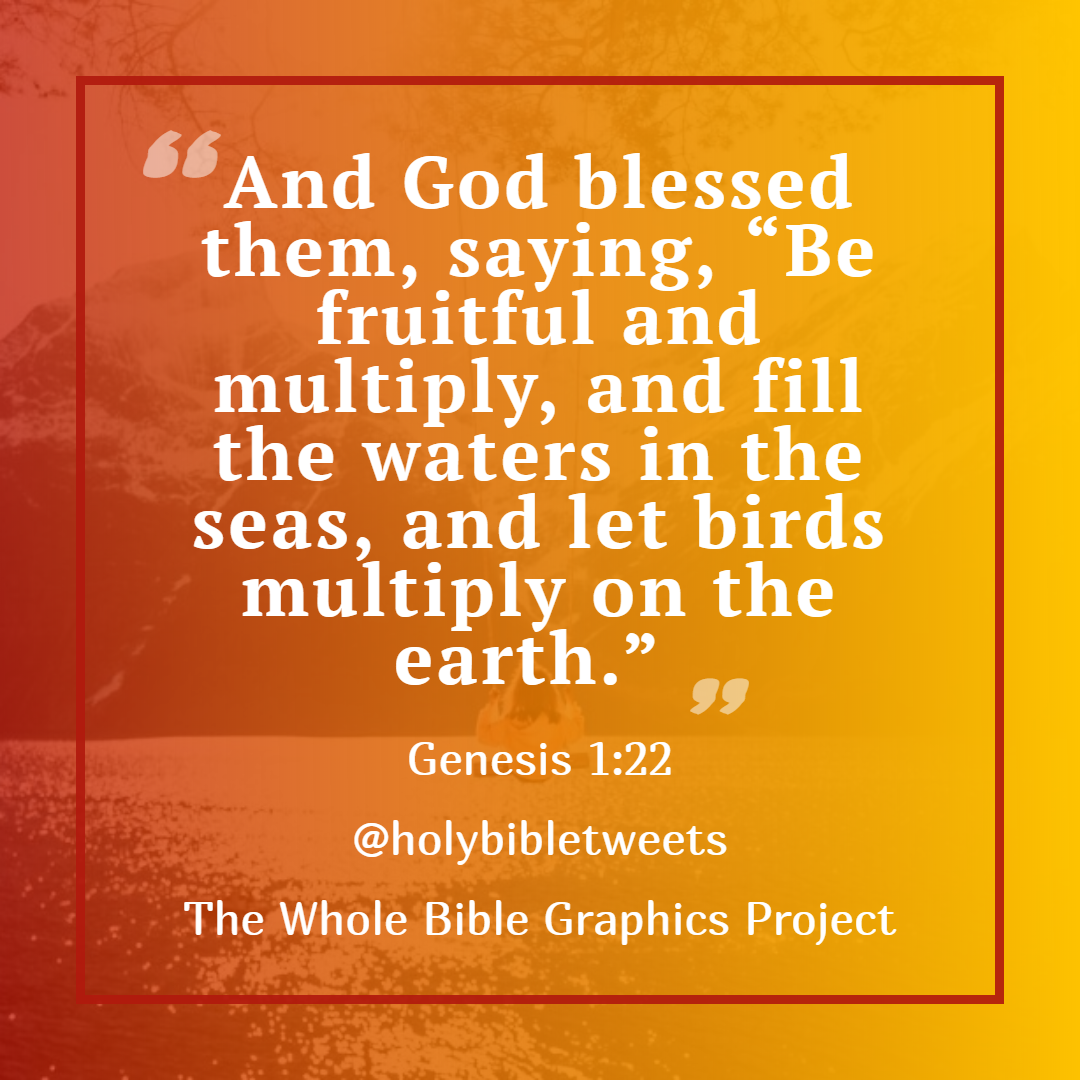 “And God blessed
them, saying, “Be
fruitful and
multiply, and fill
the waters in the
seas, and let birds
multiply on the
earth.”
”
Genesis 1:22
@holybibletweets
The Whole Bible Graphics Project